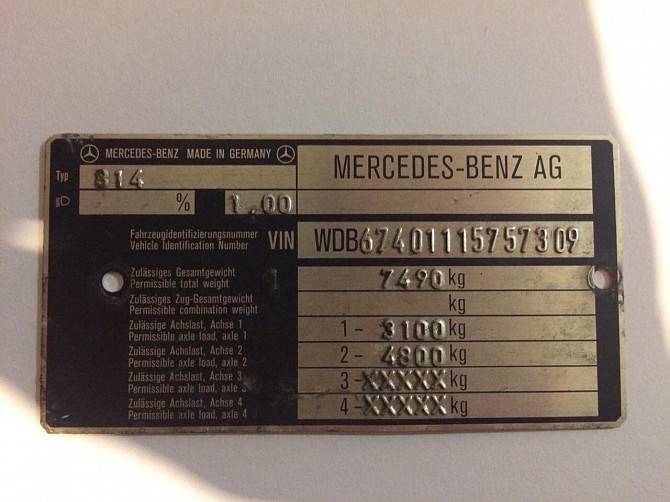 MERCEDES-BENZ MADE IN GERMANY
MERCEDES-BENZ AG
Typ 814
% 1.00
Fahrzeugidentifizierungsnummer
Vehicle Identification Number
VIN WDB67401115757309
Zulässiges Gesamtgewicht
Permissible total weight
7490 kg
Zulässiges Zug-Gesamtgewicht
Permissible combination weight
kg
Zulässige Achslast, Achse 1
Permissible axle load, axle 1
1 - 3100 kg
Zulässige Achslast, Achse 2
Permissible axle load, axle 2
2 - 4800 kg
Zulässige Achslast, Achse 3
Permissible axle load, axle 3
3 - XXXXX kg
Zulässige Achslast, Achse 4
Permissible axle load, axle 4
4 - XXXXX kg